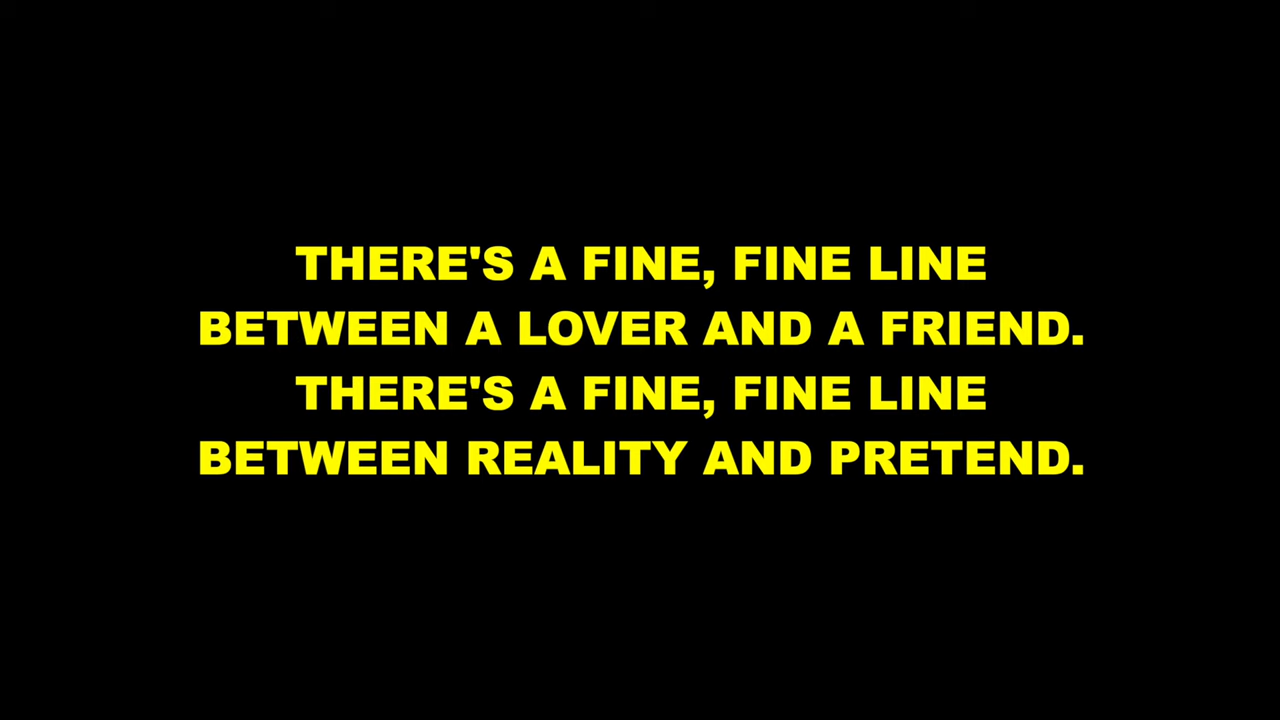 THERE'S A FINE, FINE LINE
BETWEEN A LOVER AND A FRIEND.
THERE'S A FINE, FINE LINE
BETWEEN REALITY AND PRETEND.